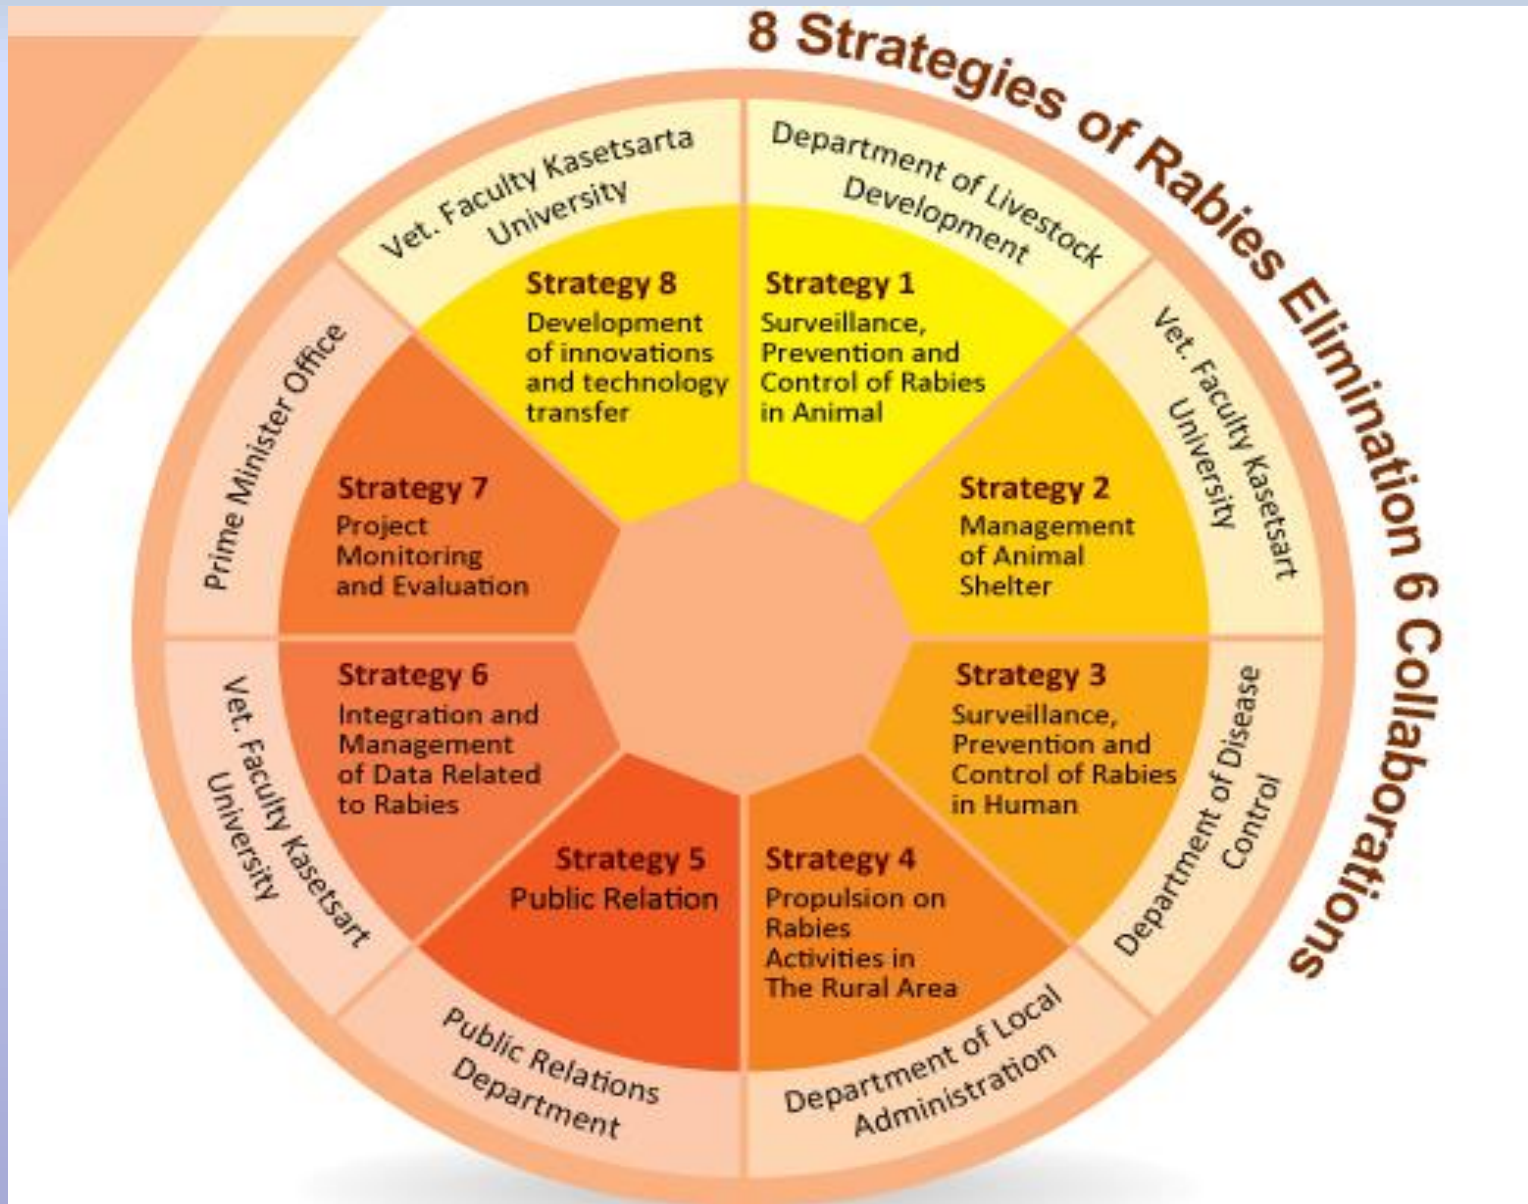 8 Strategies of Rabies Elimination 6 Collaborations
Department of Livestock
Development
Strategy 1
Surveillance,
Prevention and
Control of Rabies
in Animal
Vet. Faculty Kasetsart
University
Strategy 2
Management
of Animal
Shelter
Department of Disease
Control
Strategy 3
Surveillance,
Prevention and
Control of Rabies
in Human
Department of Local
Administration
Strategy 4
Propulsion on
Rabies
Activities in
The Rural Area
Public Relations
Department
Strategy 5
Public Relation
Vet. Faculty Kasetsart
University
Strategy 6
Integration and
Management
of Data Related
to Rabies
Prime Minister Office
Strategy 7
Project
Monitoring
and Evaluation
Vet. Faculty Kasetsarta
University
Strategy 8
Development
of innovations
and technology
transfer